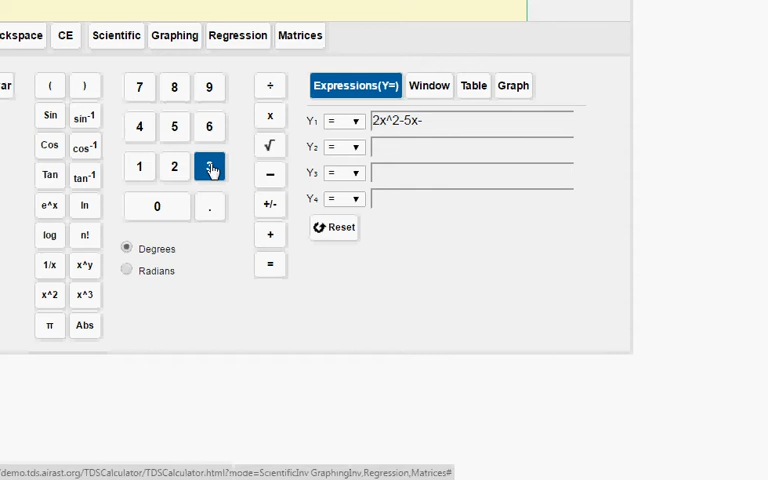 ckspace CE Scientific Graphing Regression Matrices
ar ( ) 7 8 9 ÷ Expressions(Y=) Window Table Graph
Sin sin-1 4 5 6 x Y1 = 2x^2-5x-
Cos cos-1 √ Y2 =
Tan tan-1 1 2 3 − Y3 =
e^x ln 0 . +/- Y4 =
log n! + Reset
Degrees
1/x x^y = Radians
x^2 x^3
π Abs
/demo.tds.airast.org/TDSCalculator/TDSCalculator.html?mode=ScientificInv,GraphingInv,Regression,Matrices#